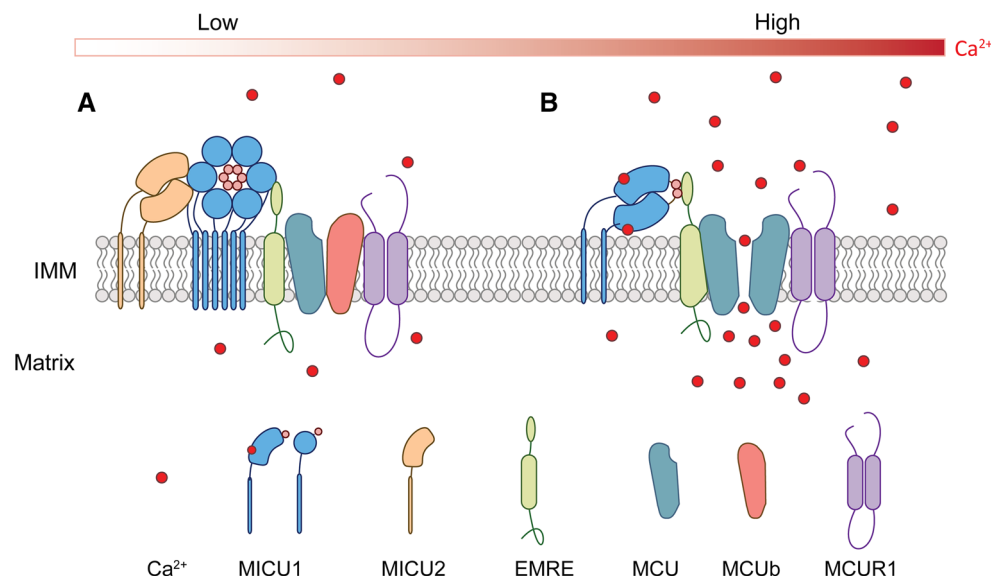 Low High
Ca²⁺
A B
IMM
Matrix
Ca²⁺ MICU1 MICU2 EMRE MCU MCUb MCUR1